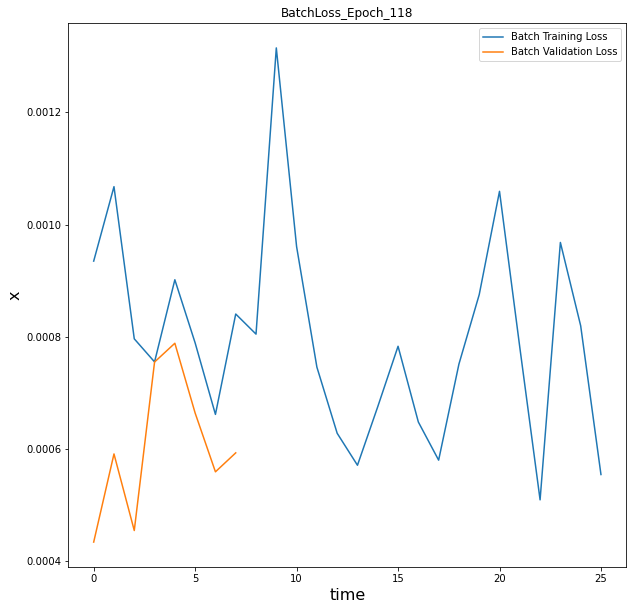 BatchLoss_Epoch_118
Batch Training Loss
Batch Validation Loss
x
0.0012
0.0010
0.0008
0.0006
0.0004
0 5 10 15 20 25
time